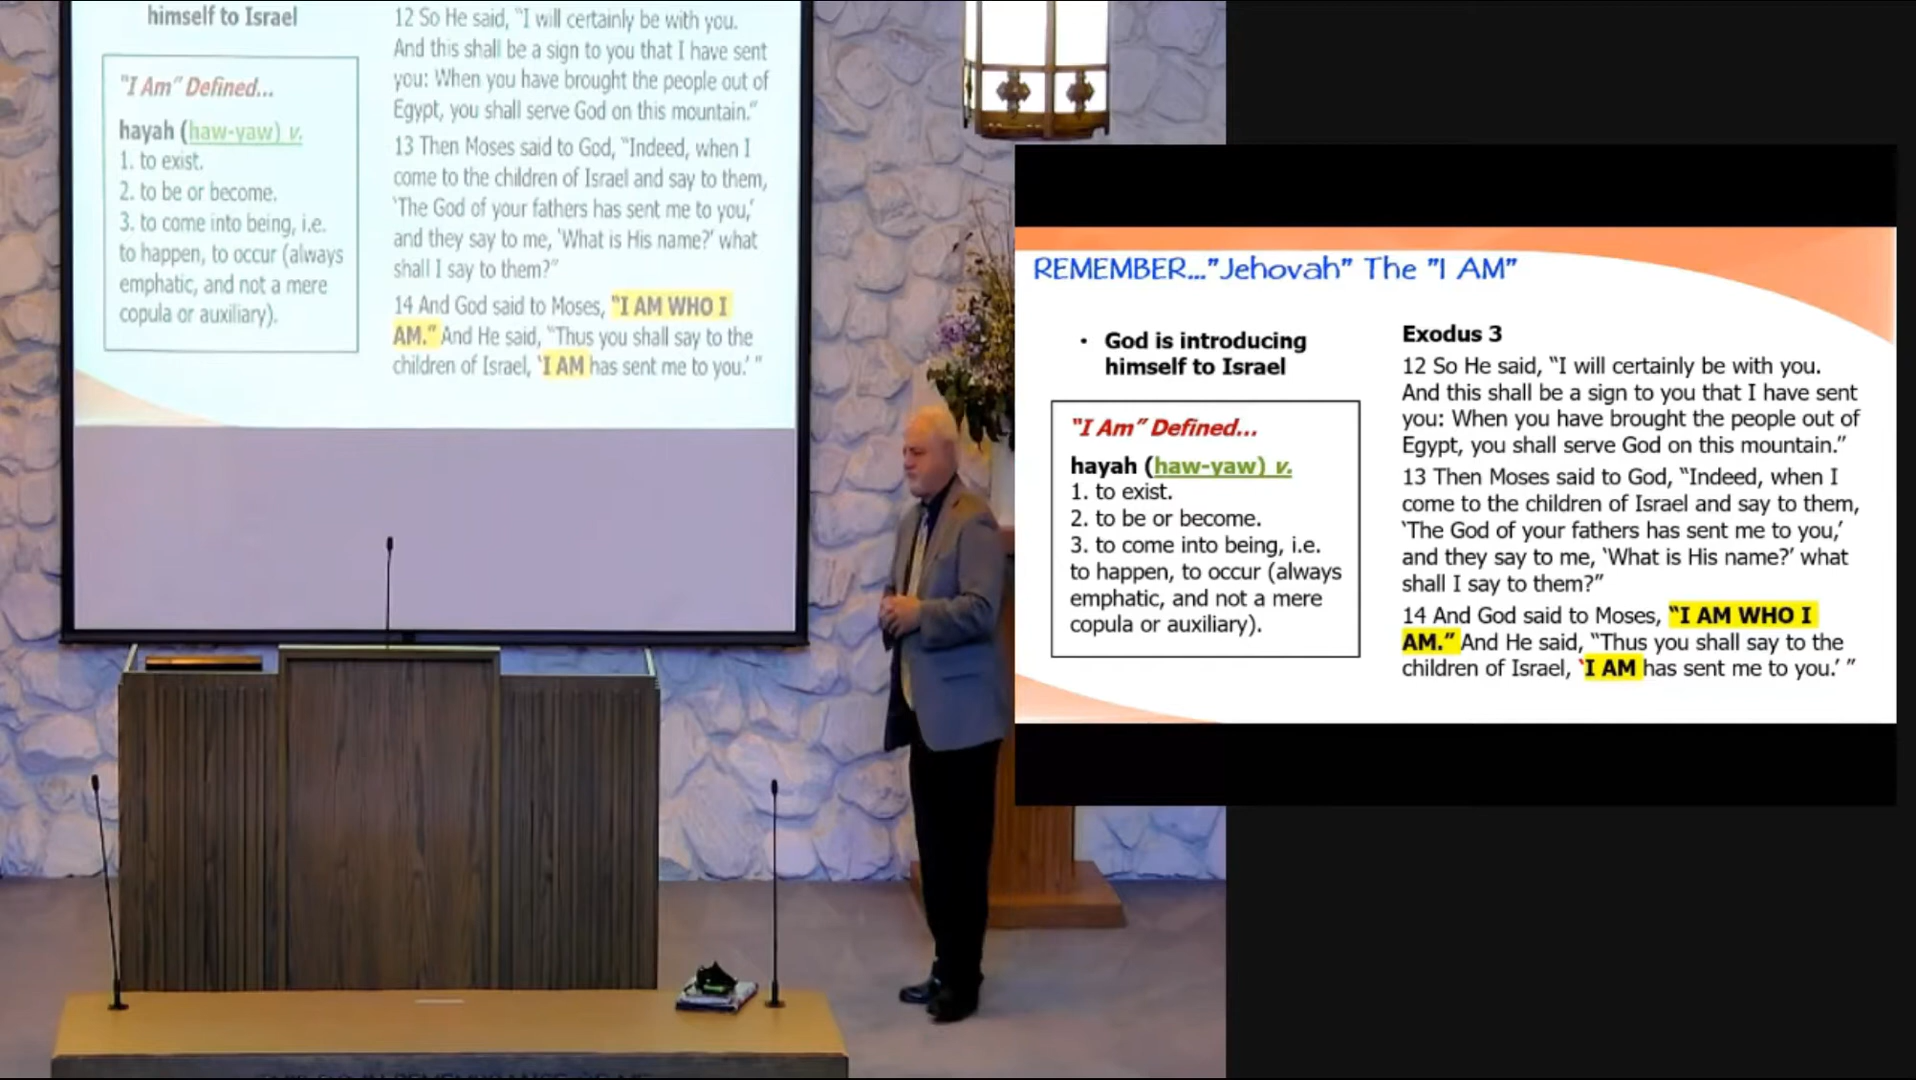 himself to Israel
"I Am" Defined...
hayah (haw-yaw) v.
1. to exist.
2. to be or become.
3. to come into being, i.e.
to happen, to occur (always
emphatic, and not a mere
copula or auxiliary).
12 So He said, "I will certainly be with you.
And this shall be a sign to you that I have sent
you: When you have brought the people out of
Egypt, you shall serve God on this mountain."
13 Then Moses said to God, "Indeed, when I
come to the children of Israel and say to them,
'The God of your fathers has sent me to you,'
and they say to me, 'What is His name?' what
shall I say to them?"
14 And God said to Moses, "I AM WHO I
AM." And He said, "Thus you shall say to the
children of Israel, 'I AM has sent me to you.' "
REMEMBER..."Jehovah" The "I AM"
• God is introducing
himself to Israel
"I Am" Defined...
hayah (haw-yaw) v.
1. to exist.
2. to be or become.
3. to come into being, i.e.
to happen, to occur (always
emphatic, and not a mere
copula or auxiliary).
Exodus 3
12 So He said, "I will certainly be with you.
And this shall be a sign to you that I have sent
you: When you have brought the people out of
Egypt, you shall serve God on this mountain."
13 Then Moses said to God, "Indeed, when I
come to the children of Israel and say to them,
'The God of your fathers has sent me to you,'
and they say to me, 'What is His name?' what
shall I say to them?"
14 And God said to Moses, "I AM WHO I
AM." And He said, "Thus you shall say to the
children of Israel, 'I AM has sent me to you.' "